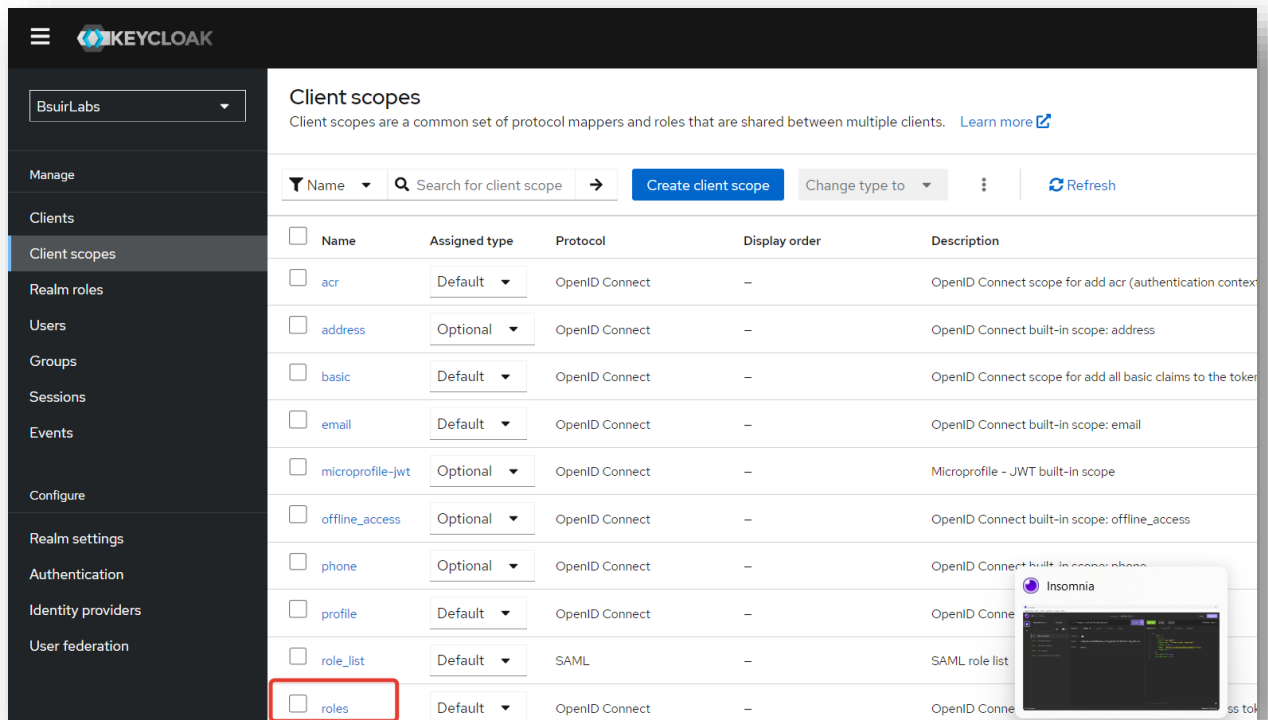 KEYCLOAK
BsuirLabs
Manage
Clients
Client scopes
Realm roles
Users
Groups
Sessions
Events
Configure
Realm settings
Authentication
Identity providers
User federation
Client scopes
Client scopes are a common set of protocol mappers and roles that are shared between multiple clients. Learn more
Name Search for client scope Create client scope Change type to Refresh
Name Assigned type Protocol Display order Description
acr Default OpenID Connect – OpenID Connect scope for add acr (authentication context
address Optional OpenID Connect – OpenID Connect built-in scope: address
basic Default OpenID Connect – OpenID Connect scope for add all basic claims to the token
email Default OpenID Connect – OpenID Connect built-in scope: email
microprofile-jwt Optional OpenID Connect – Microprofile - JWT built-in scope
offline_access Optional OpenID Connect – OpenID Connect built-in scope: offline_access
phone Optional OpenID Connect – OpenID Connect built-in scope: phone
profile Default OpenID Connect – OpenID Conne
role_list Default SAML – SAML role list
roles Default OpenID Connect – OpenID Conne ss tok
Insomnia